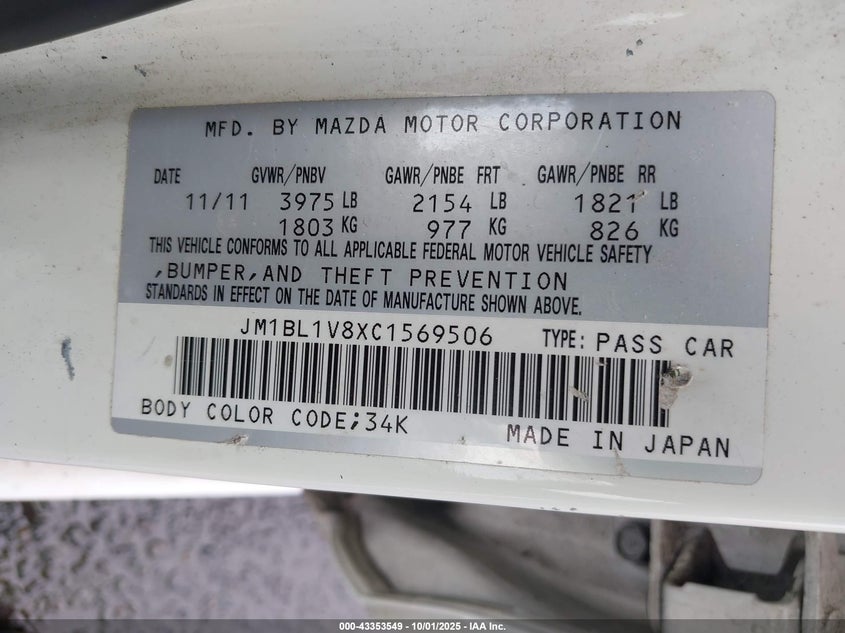 MFD. BY MAZDA MOTOR CORPORATION
DATE GVWR/PNBV GAWR/PNBE FRT GAWR/PNBE RR
11/11 3975 LB 2154 LB 1821 LB
1803 KG 977 KG 826 KG
THIS VEHICLE CONFORMS TO ALL APPLICABLE FEDERAL MOTOR VEHICLE SAFETY
,BUMPER,AND THEFT PREVENTION
STANDARDS IN EFFECT ON THE DATE OF MANUFACTURE SHOWN ABOVE.
JM1BL1V8XC1569506 TYPE: PASS CAR
BODY COLOR CODE;34K MADE IN JAPAN
000-43353549 - 10/01/2025 - IAA Inc.